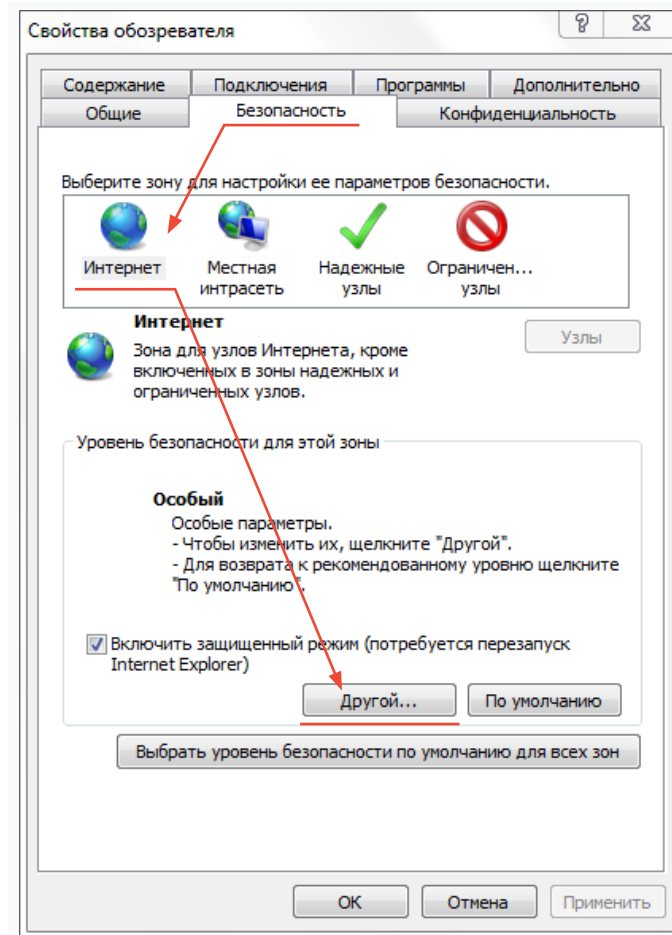 Свойства обозревателя
Содержание Подключения Программы Дополнительно
Общие Безопасность Конфиденциальность
Выберите зону для настройки ее параметров безопасности.
Интернет Местная интрасеть Надежные узлы Ограничен... узлы
Интернет
Зона для узлов Интернета, кроме
включенных в зоны надежных и
ограниченных узлов.
Узлы
Уровень безопасности для этой зоны
Особый
Особые параметры.
- Чтобы изменить их, щелкните "Другой".
- Для возврата к рекомендованному уровню щелкните
"По умолчанию".
Включить защищенный режим (потребуется перезапуск
Internet Explorer)
Другой... По умолчанию
Выбрать уровень безопасности по умолчанию для всех зон
ОК Отмена Применить